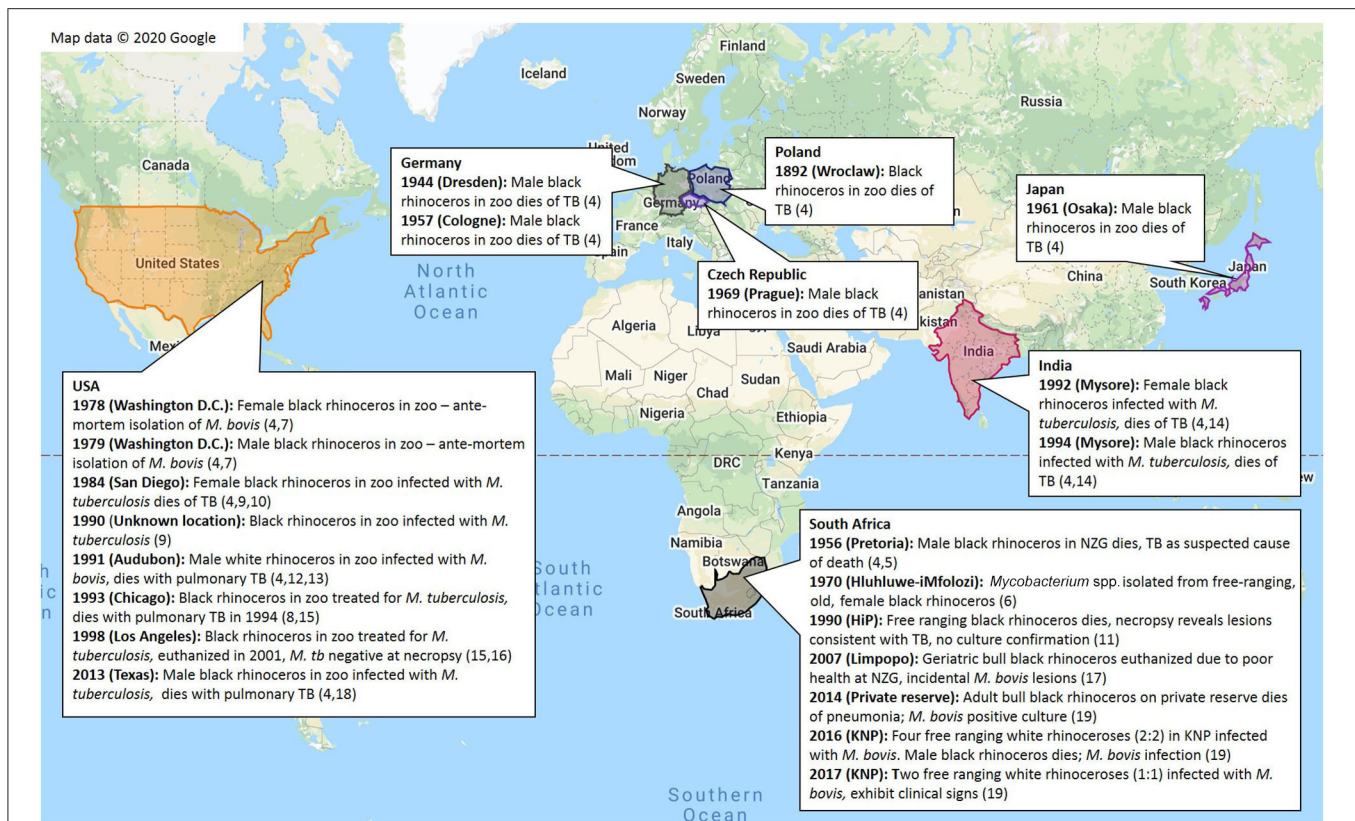 Map data © 2020 Google
Iceland
Finland
Sweden
Norway
Russia
Canada
United
Germany
1944 (Dresden): Male black
rhinoceros in zoo dies of TB (4)
1957 (Cologne): Male black
rhinoceros in zoo dies of TB (4)
Poland
1892 (Wroclaw): Black
rhinoceros in zoo dies of
TB (4)
Poland
Germany
France
Italy
Japan
1961 (Osaka): Male black
rhinoceros in zoo dies of
TB (4)
Japan
South Korea
China
United States
North
Atlantic
Ocean
Czech Republic
1969 (Prague): Male black
rhinoceros in zoo dies of TB (4)
Algeria
Libya
Saudi Arabia
India
Mali
Niger
Chad
Sudan
Nigeria
Ethiopia
DRC
Kenya
Tanzania
Angola
Namibia
Botswana
South Africa
USA
1978 (Washington D.C.): Female black rhinoceros in zoo – ante-
mortem isolation of M. bovis (4,7)
1979 (Washington D.C.): Male black rhinoceros in zoo – ante-mortem
isolation of M. bovis (4,7)
1984 (San Diego): Female black rhinoceros in zoo infected with M.
tuberculosis dies of TB (4,9,10)
1990 (Unknown location): Black rhinoceros in zoo infected with M.
tuberculosis (9)
1991 (Audubon): Male white rhinoceros in zoo infected with M.
bovis, dies with pulmonary TB (4,12,13)
1993 (Chicago): Black rhinoceros in zoo treated for M. tuberculosis,
dies with pulmonary TB in 1994 (8,15)
1998 (Los Angeles): Black rhinoceros in zoo treated for M.
tuberculosis, euthanized in 2001, M. tb negative at necropsy (15,16)
2013 (Texas): Male black rhinoceros in zoo infected with M.
tuberculosis, dies with pulmonary TB (4,18)
India
1992 (Mysore): Female black
rhinoceros infected with M.
tuberculosis, dies of TB (4,14)
1994 (Mysore): Male black rhinoceros
infected with M. tuberculosis, dies of
TB (4,14)
South Africa
1956 (Pretoria): Male black rhinoceros in NZG dies, TB as suspected cause
of death (4,5)
1970 (Hluhluwe-iMfolozi): Mycobacterium spp. isolated from free-ranging,
old, female black rhinoceros (6)
1990 (HiP): Free ranging black rhinoceros dies, necropsy reveals lesions
consistent with TB, no culture confirmation (11)
2007 (Limpopo): Geriatric bull black rhinoceros euthanized due to poor
health at NZG, incidental M. bovis lesions (17)
2014 (Private reserve): Adult bull black rhinoceros on private reserve dies
of pneumonia; M. bovis positive culture (19)
2016 (KNP): Four free ranging white rhinoceroses (2:2) in KNP infected
with M. bovis. Male black rhinoceros dies; M. bovis infection (19)
2017 (KNP): Two free ranging white rhinoceroses (1:1) infected with M.
bovis, exhibit clinical signs (19)
Southern
Ocean